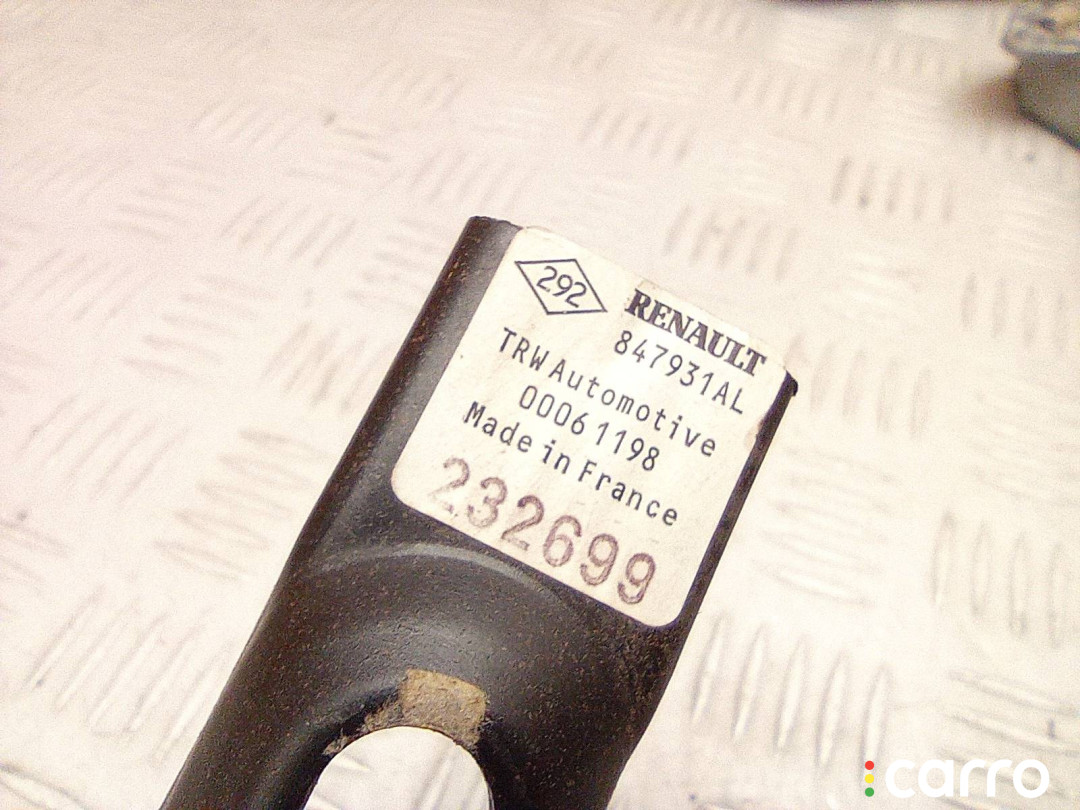 292
RENAULT
847931AL
TRW Automotive
00061198
Made in France
232699
carro